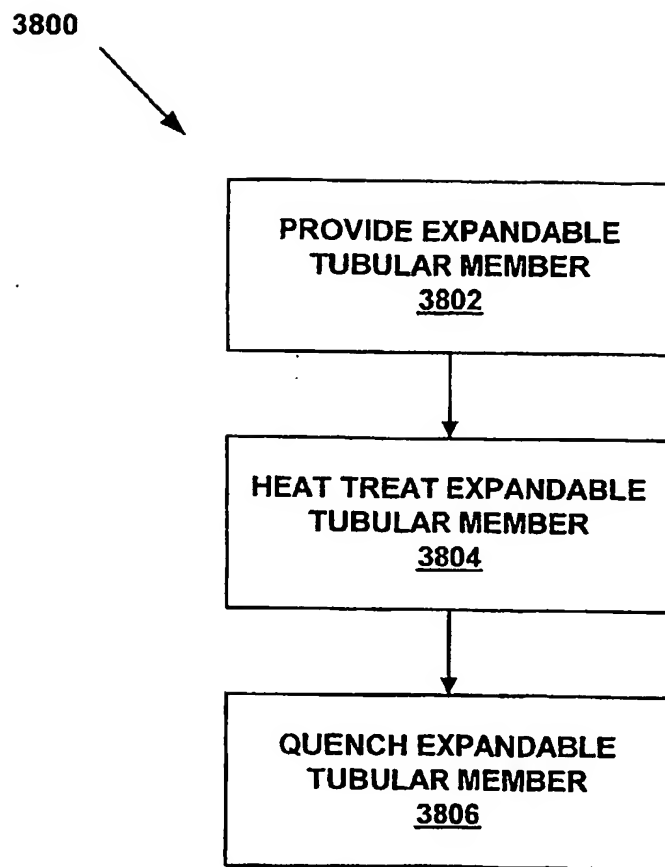 3800
PROVIDE EXPANDABLE
TUBULAR MEMBER
3802
HEAT TREAT EXPANDABLE
TUBULAR MEMBER
3804
QUENCH EXPANDABLE
TUBULAR MEMBER
3806